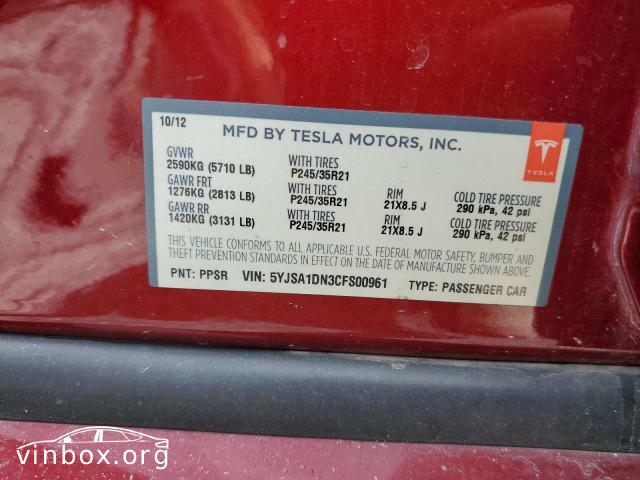 10/12
MFD BY TESLA MOTORS, INC.
TESLA
GVWR
2590KG (5710 LB) WITH TIRES P245/35R21
GAWR FRT
1276KG (2813 LB) WITH TIRES P245/35R21 RIM 21X8.5 J COLD TIRE PRESSURE 290 kPa, 42 psi
GAWR RR
1420KG (3131 LB) WITH TIRES P245/35R21 RIM 21X8.5 J COLD TIRE PRESSURE 290 kPa, 42 psi
THIS VEHICLE CONFORMS TO ALL APPLICABLE U.S. FEDERAL MOTOR SAFETY, BUMPER AND
THEFT PREVENTION STANDARDS IN EFFECT ON THE DATE OF MANUFACTURE SHOWN ABOVE.
PNT: PPSR VIN: 5YJSA1DN3CFS00961 TYPE: PASSENGER CAR
vinbox.org